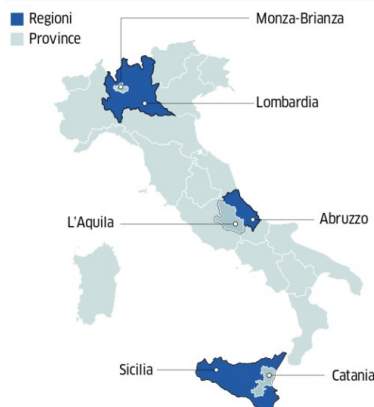 Regioni
Province
Monza-Brianza
Lombardia
L'Aquila
Abruzzo
Sicilia
Catania